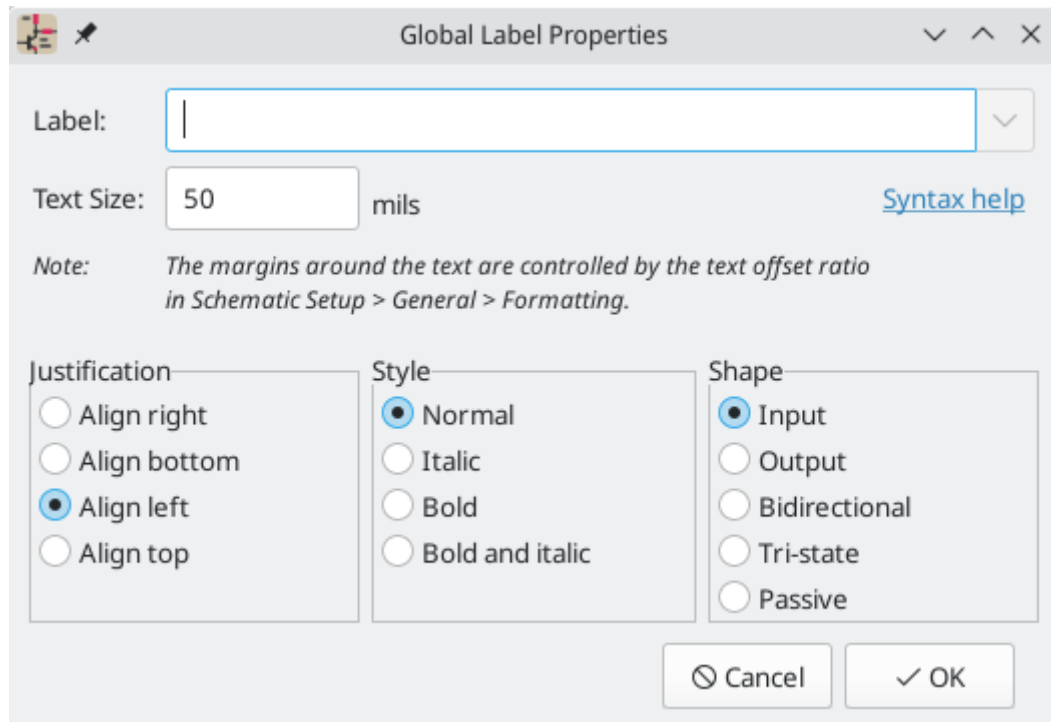 Global Label Properties
Label:
Text Size: 50 mils Syntax help
Note: The margins around the text are controlled by the text offset ratio
in Schematic Setup > General > Formatting.
Justification
Align right
Align bottom
Align left
Align top
Style
Normal
Italic
Bold
Bold and italic
Shape
Input
Output
Bidirectional
Tri-state
Passive
Cancel OK